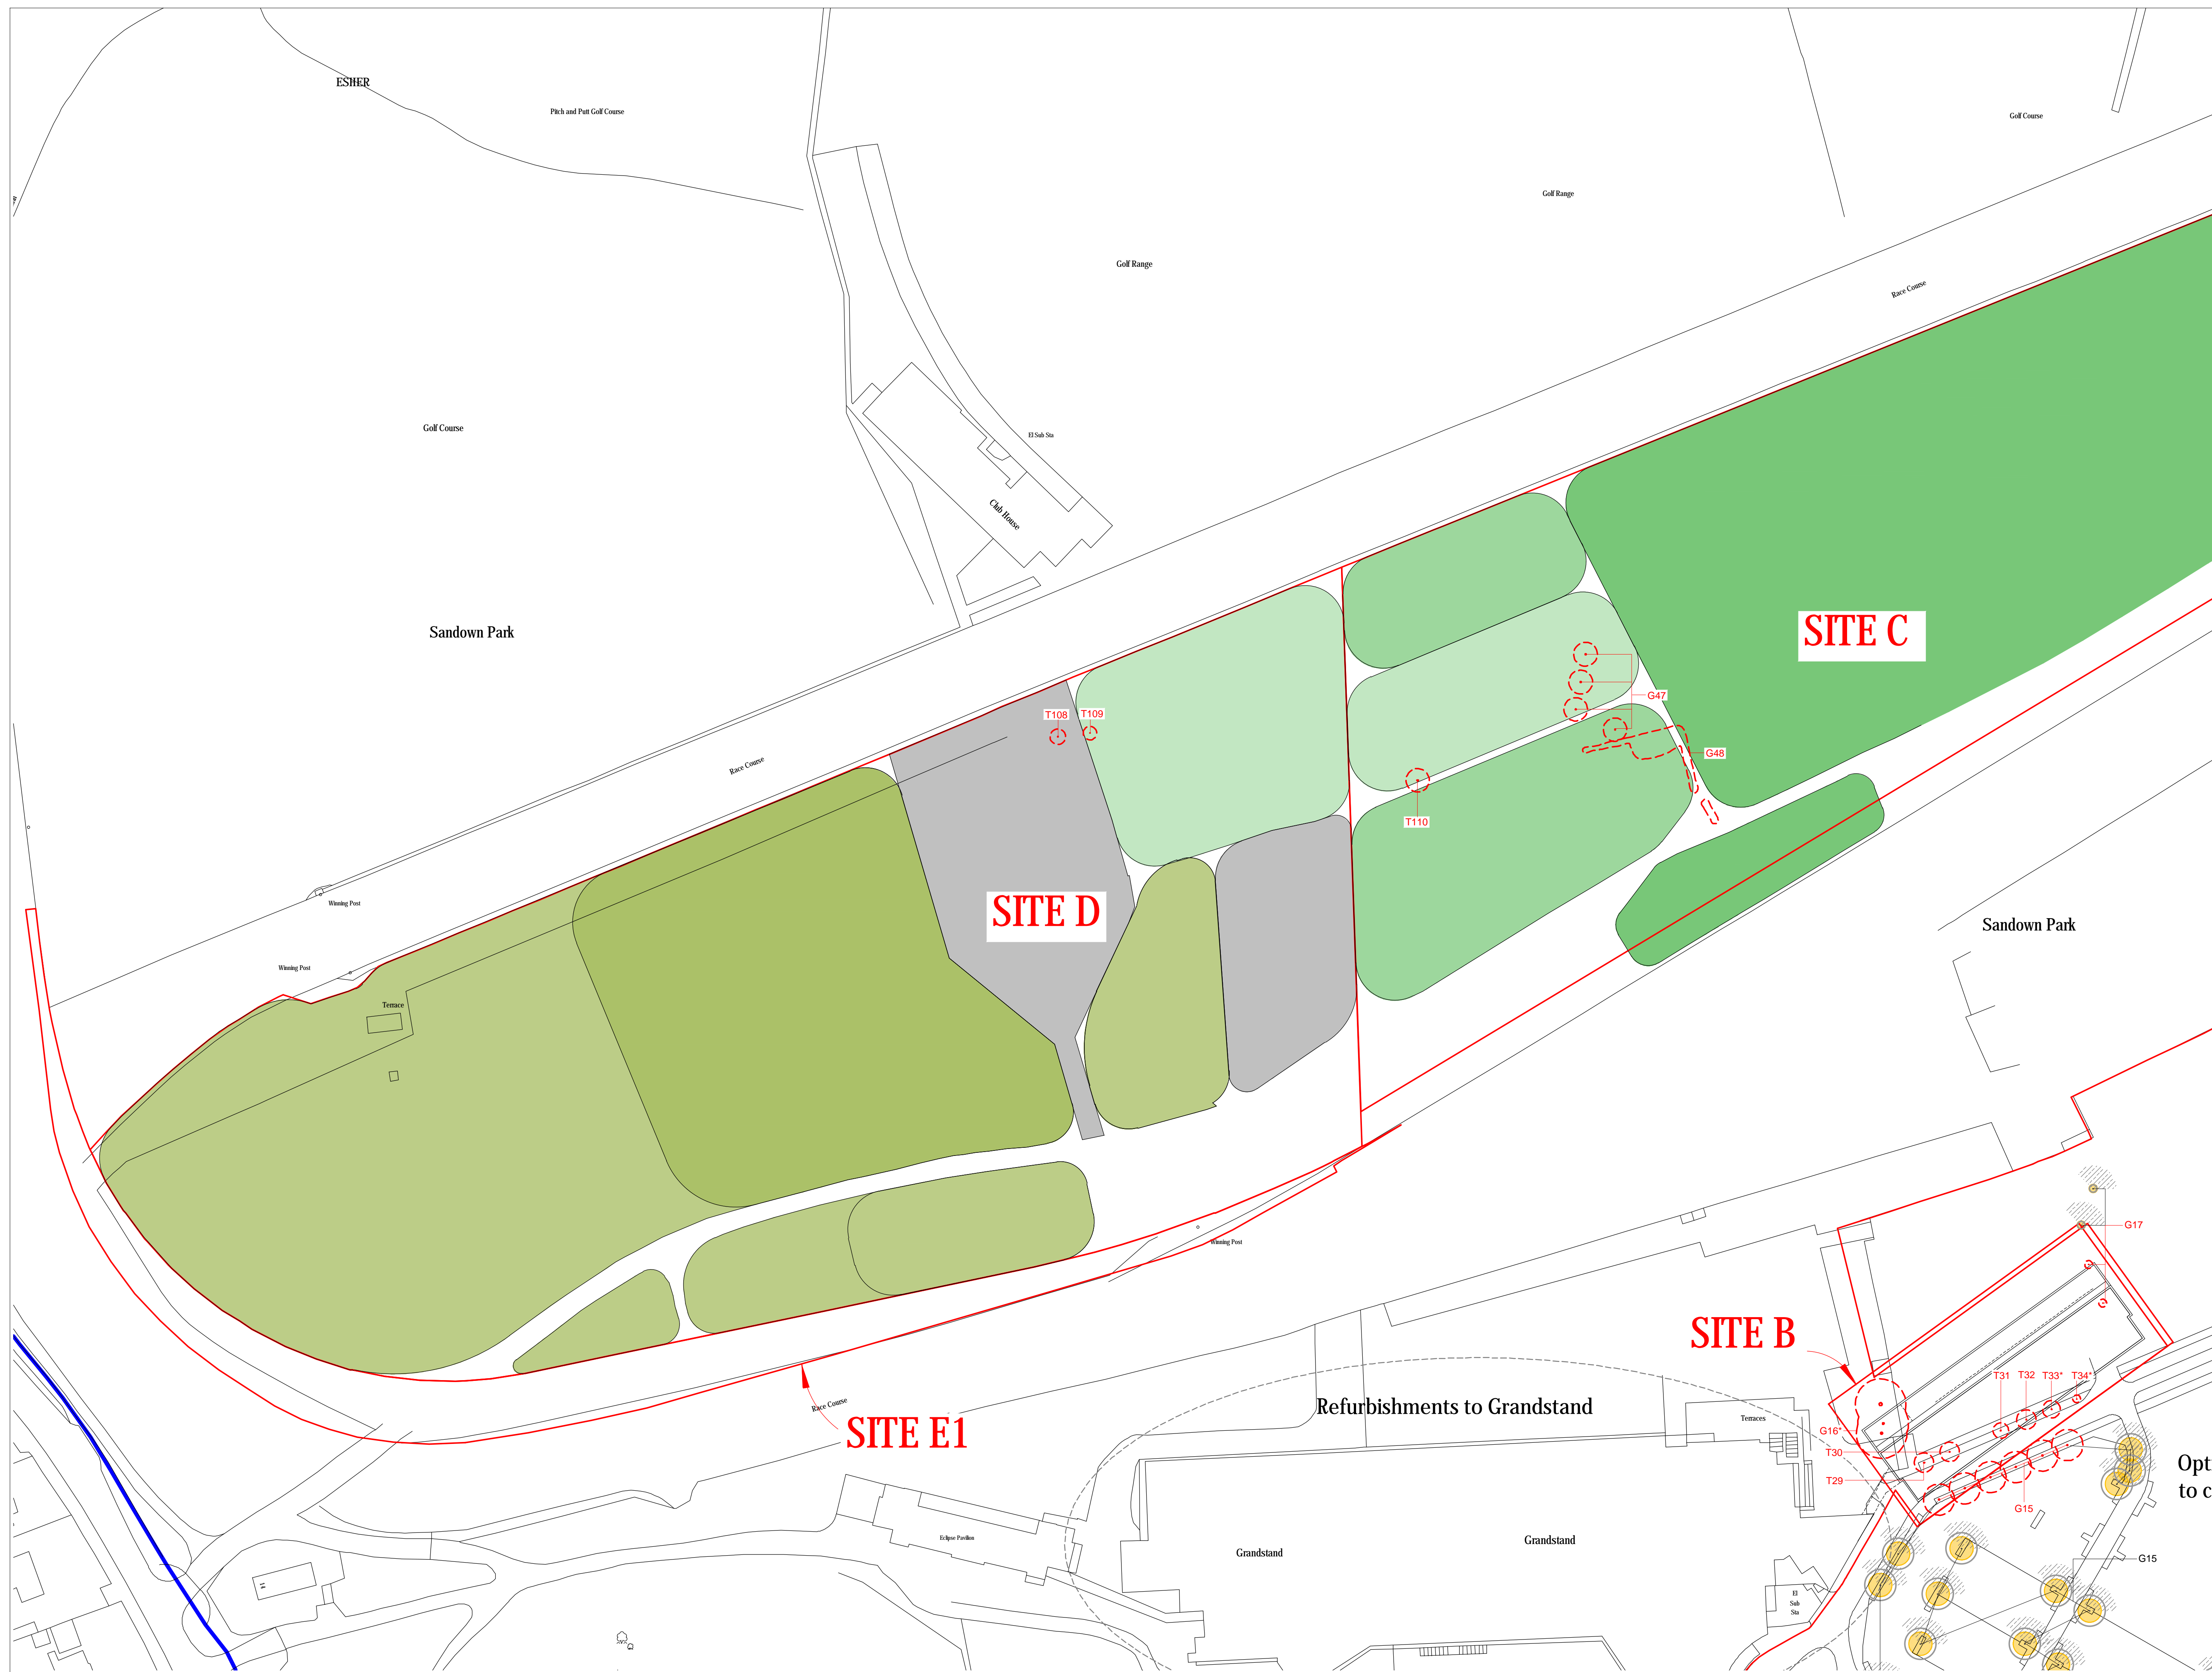 ESHER
Pitch and Putt Golf Course
Golf Course
Golf Range
Golf Range
Race Course
Golf Course
El Sub Sta
Club House
Sandown Park
SITE C
G47
T108
T109
G48
Race Course
T110
Winning Post
SITE D
Sandown Park
Winning Post
Terrace
G17
Winning Post
SITE B
T31
T32
T33*
T34*
Race Course
Refurbishments to Grandstand
Terraces
SITE E1
G16*
T30
T29
Opt
to c
G15
Eclipse Pavilion
Grandstand
Grandstand
G15
El
Sub
Sta